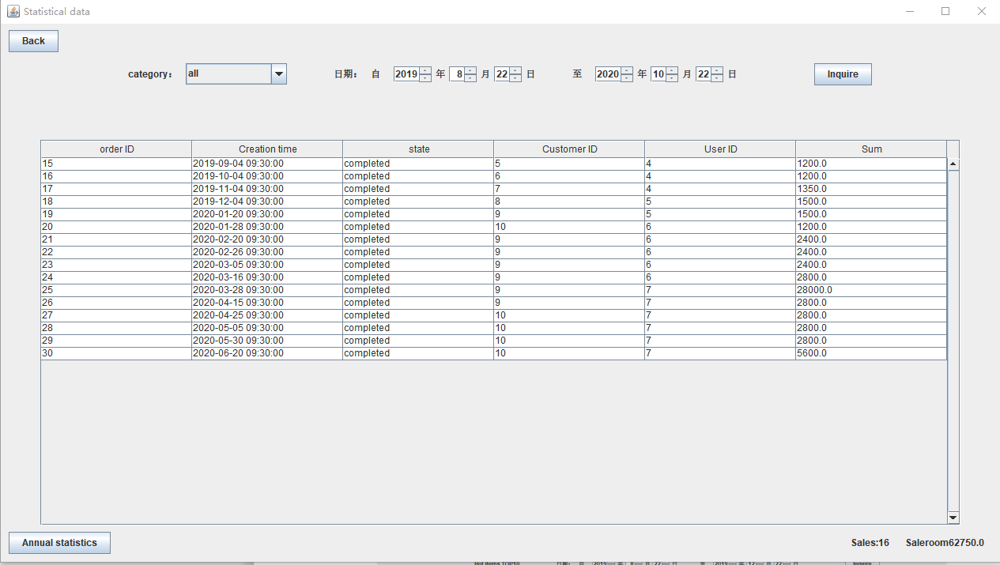 Statistical data
Back
category： all 日期： 自 2019 年 8 月 22 日 至 2020 年 10 月 22 日 Inquire
order ID Creation time state Customer ID User ID Sum
15 2019-09-04 09:30:00 completed 5 4 1200.0
16 2019-10-04 09:30:00 completed 6 4 1200.0
17 2019-11-04 09:30:00 completed 7 4 1350.0
18 2019-12-04 09:30:00 completed 8 5 1500.0
19 2020-01-20 09:30:00 completed 9 5 1500.0
20 2020-01-28 09:30:00 completed 10 6 1200.0
21 2020-02-20 09:30:00 completed 9 6 2400.0
22 2020-02-26 09:30:00 completed 9 6 2400.0
23 2020-03-05 09:30:00 completed 9 6 2400.0
24 2020-03-16 09:30:00 completed 9 6 2800.0
25 2020-03-28 09:30:00 completed 9 7 28000.0
26 2020-04-15 09:30:00 completed 9 7 2800.0
27 2020-04-25 09:30:00 completed 10 7 2800.0
28 2020-05-05 09:30:00 completed 10 7 2800.0
29 2020-05-30 09:30:00 completed 10 7 2800.0
30 2020-06-20 09:30:00 completed 10 7 5600.0
Annual statistics Sales:16 Saleroom62750.0